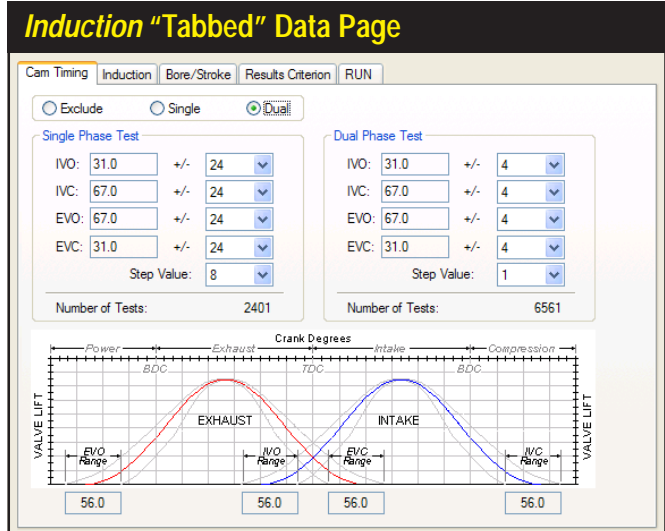 Induction “Tabbed” Data Page
Cam Timing Induction Bore/Stroke Results Criterion RUN
Exclude Single Dual
Single Phase Test Dual Phase Test
IVO: 31.0 +/- 24 IVO: 31.0 +/- 4
IVC: 67.0 +/- 24 IVC: 67.0 +/- 4
EVO: 67.0 +/- 24 EVO: 67.0 +/- 4
EVC: 31.0 +/- 24 EVC: 31.0 +/- 4
Step Value: 8 Step Value: 1
Number of Tests: 2401 Number of Tests: 6561
Crank Degrees
Power Exhaust Intake Compression
BDC TDC BDC
VALVE LIFT EXHAUST INTAKE VALVE LIFT
EVO IVO EVC IVC
Range Range Range Range
56.0 56.0 56.0 56.0